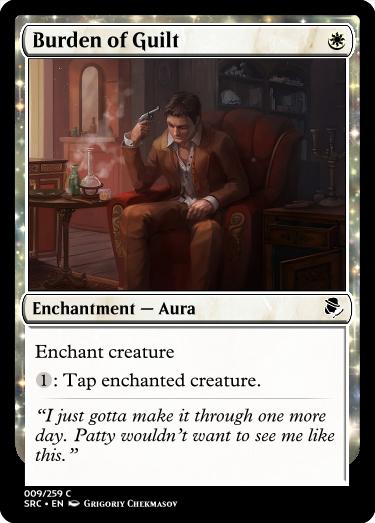 Burden of Guilt
Enchantment — Aura
Enchant creature
1: Tap enchanted creature.
“I just gotta make it through one more
day. Patty wouldn’t want to see me like
this.”
009/259 C
SRC • EN Grigoriy Chekmasov